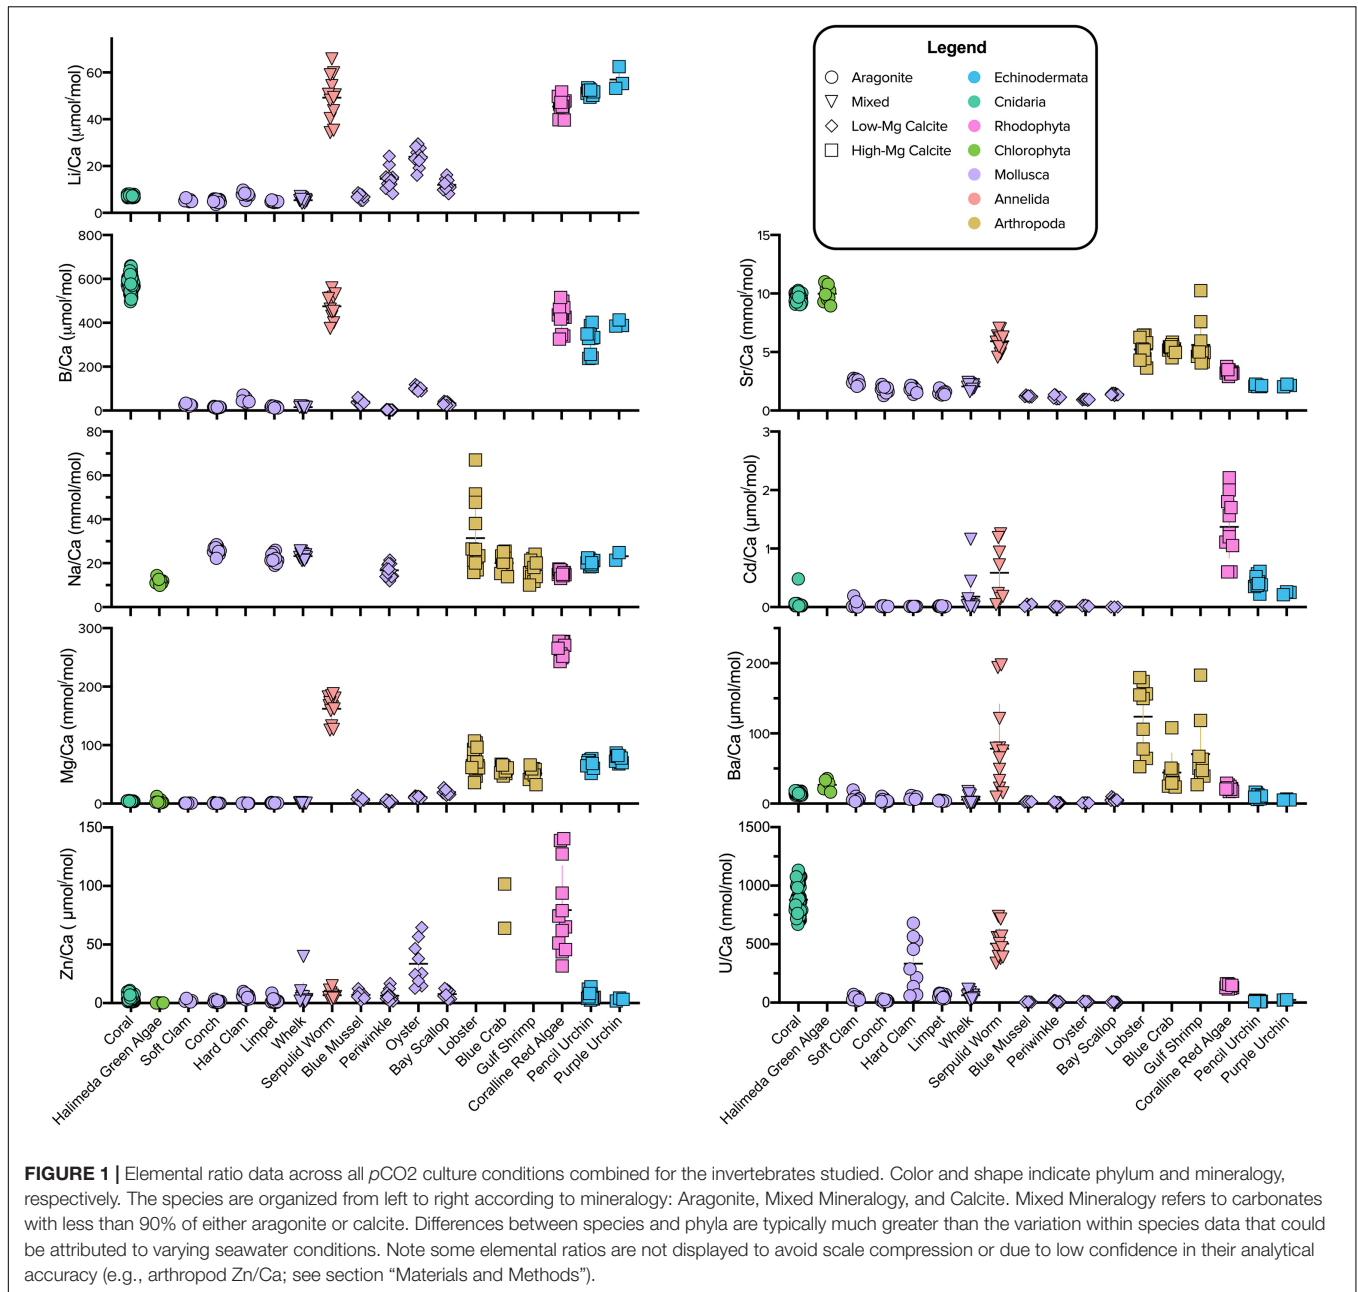 Legend
Aragonite
Mixed
Low-Mg Calcite
High-Mg Calcite
Echinodermata
Cnidaria
Rhodophyta
Chlorophyta
Mollusca
Annelida
Arthropoda
Li/Ca (µmol/mol)
60
40
20
0
B/Ca (µmol/mol)
800
600
400
200
0
Na/Ca (mmol/mol)
80
60
40
20
0
Mg/Ca (mmol/mol)
300
200
100
0
Zn/Ca ( µmol/mol)
150
100
50
0
Coral
Halimeda Green Algae
Soft Clam
Conch
Hard Clam
Limpet
Whelk
Serpulid Worm
Blue Mussel
Periwinkle
Oyster
Bay Scallop
Lobster
Blue Crab
Gulf Shrimp
Coralline Red Algae
Pencil Urchin
Purple Urchin
Sr/Ca (mmol/mol)
15
10
5
0
Cd/Ca (µmol/mol)
3
2
1
0
Ba/Ca (µmol/mol)
200
100
0
U/Ca (nmol/mol)
1500
1000
500
0
Coral
Halimeda Green Algae
Soft Clam
Conch
Hard Clam
Limpet
Whelk
Serpulid Worm
Blue Mussel
Periwinkle
Oyster
Bay Scallop
Lobster
Blue Crab
Gulf Shrimp
Coralline Red Algae
Pencil Urchin
Purple Urchin
FIGURE 1 | Elemental ratio data across all pCO2 culture conditions combined for the invertebrates studied. Color and shape indicate phylum and mineralogy,
respectively. The species are organized from left to right according to mineralogy: Aragonite, Mixed Mineralogy, and Calcite. Mixed Mineralogy refers to carbonates
with less than 90% of either aragonite or calcite. Differences between species and phyla are typically much greater than the variation within species data that could
be attributed to varying seawater conditions. Note some elemental ratios are not displayed to avoid scale compression or due to low confidence in their analytical
accuracy (e.g., arthropod Zn/Ca; see section “Materials and Methods”).